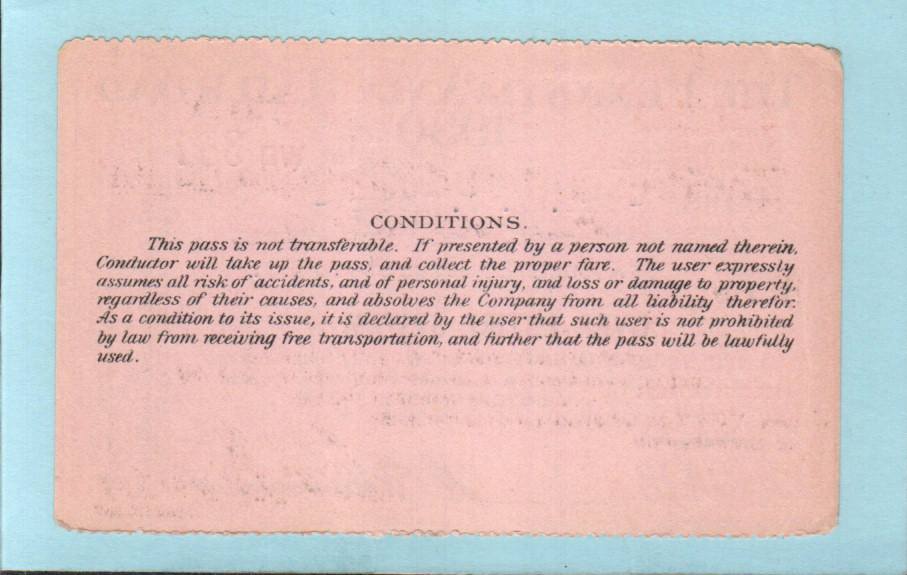 CONDITIONS.
This pass is not transferable. If presented by a person not named therein,
Conductor will take up the pass, and collect the proper fare. The user expressly
assumes all risk of accidents, and of personal injury, and loss or damage to property,
regardless of their causes, and absolves the Company from all liability therefor.
As a condition to its issue, it is declared by the user that such user is not prohibited
by law from receiving free transportation, and further that the pass will be lawfully
used.